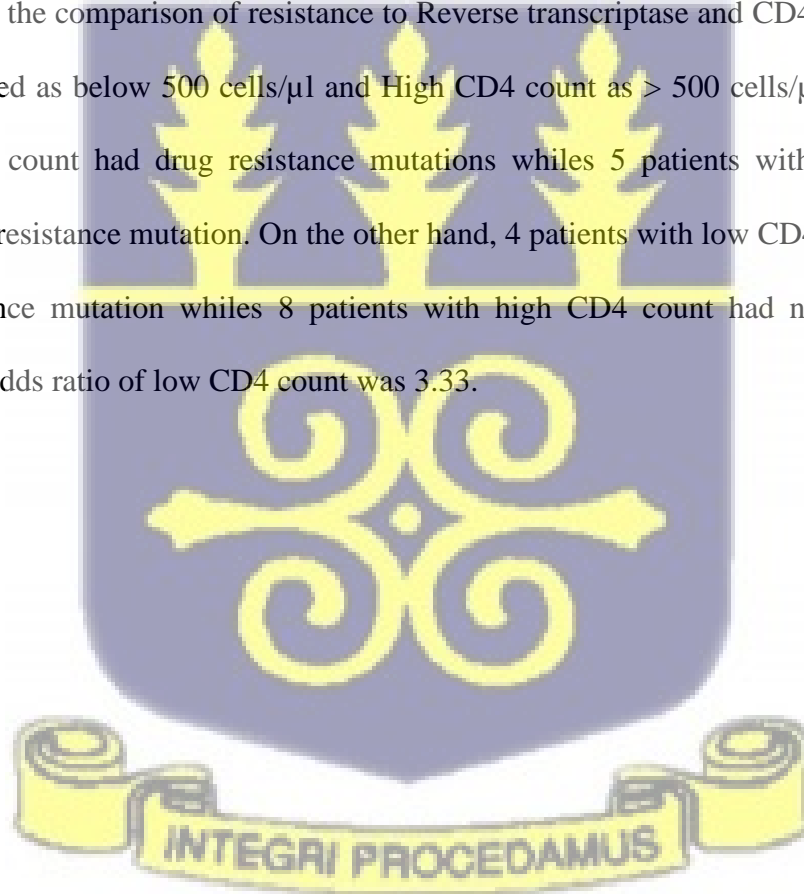 the comparison of resistance to Reverse transcriptase and CD4
ed as below 500 cells/µl and High CD4 count as > 500 cells/µ
count had drug resistance mutations whiles 5 patients with
resistance mutation. On the other hand, 4 patients with low CD4
nce mutation whiles 8 patients with high CD4 count had n
dds ratio of low CD4 count was 3.33.
INTEGRI PROCEDAMUS